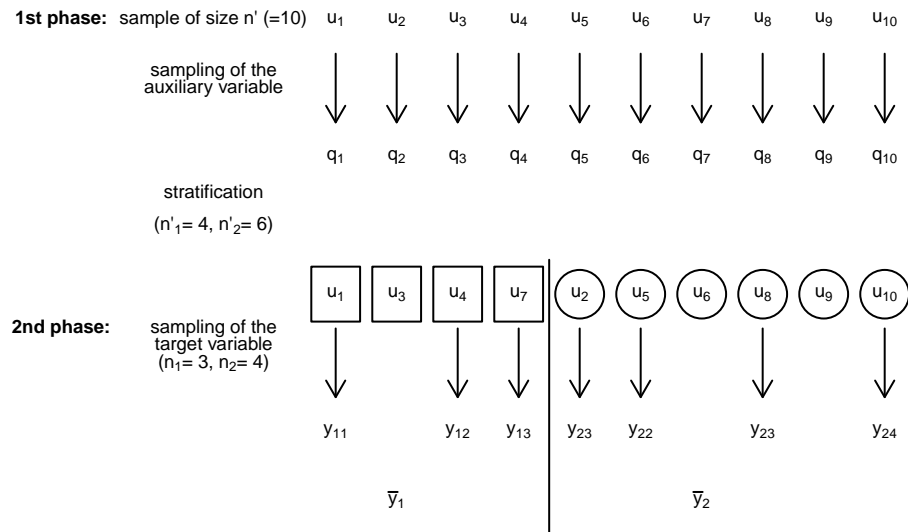 1st phase: sample of size n' (=10) u1 u2 u3 u4 u5 u6 u7 u8 u9 u10
sampling of the
auxiliary variable
q1 q2 q3 q4 q5 q6 q7 q8 q9 q10
stratification
(n'1= 4, n'2= 6)
u1 u3 u4 u7 u2 u5 u6 u8 u9 u10
2nd phase: sampling of the
target variable
(n1= 3, n2= 4)
y11 y12 y13 y23 y22 y23 y24
y̅1 y̅2